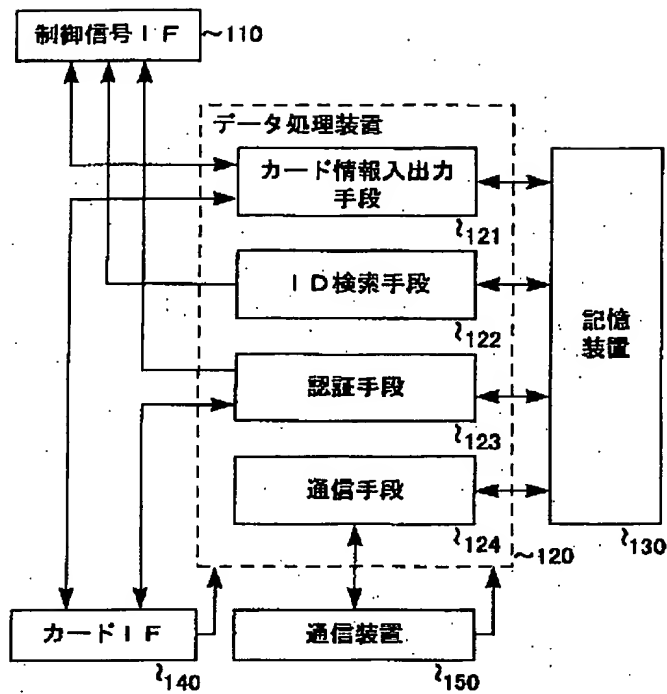 制御信号IF
~110
データ処理装置
カード情報入出力
手段
121
ID検索手段
122
認証手段
123
通信手段
124
~120
記憶
装置
130
カードIF
140
通信装置
150